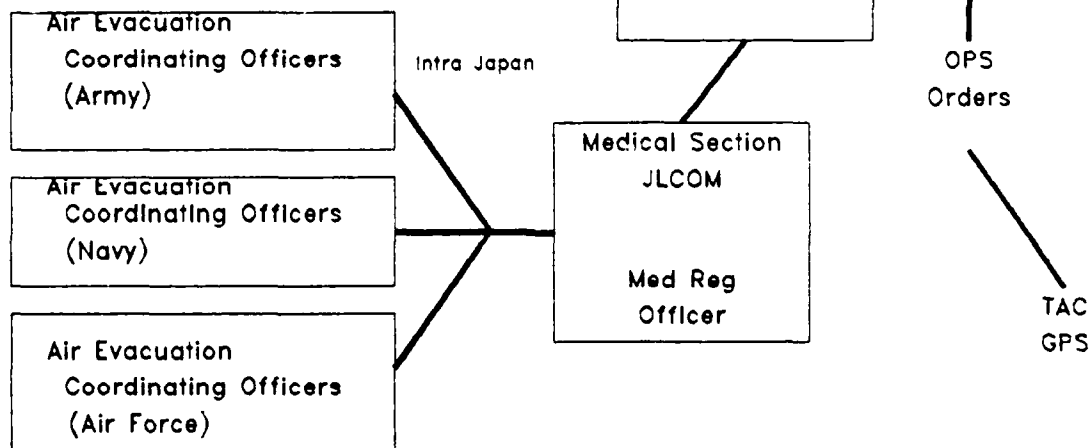 Air Evacuation
Coordinating Officers
(Army)
Intra Japan
OPS
Orders
Medical Section
JLCOM
Med Reg
Officer
Air Evacuation
Coordinating Officers
(Navy)
TAC
GPS
Air Evacuation
Coordinating Officers
(Air Force)